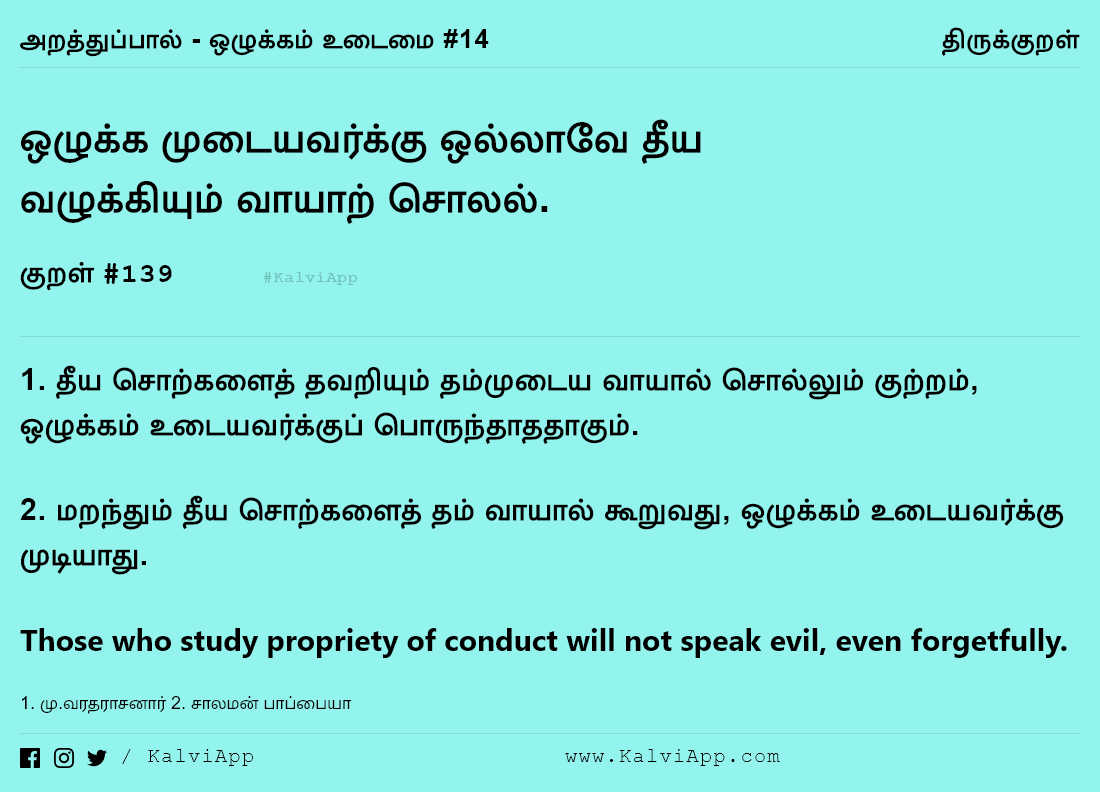 அறத்துப்பால் - ஒழுக்கம் உடைமை #14 திருக்குறள்
ஒழுக்க முடையவர்க்கு ஒல்லாவே தீய
வழுக்கியும் வாயாற் சொலல்.
குறள் #139 #KalviApp
1. தீய சொற்களைத் தவறியும் தம்முடைய வாயால் சொல்லும் குற்றம்,
ஒழுக்கம் உடையவர்க்குப் பொருந்தாததாகும்.
2. மறந்தும் தீய சொற்களைத் தம் வாயால் கூறுவது, ஒழுக்கம் உடையவர்க்கு
முடியாது.
Those who study propriety of conduct will not speak evil, even forgetfully.
1. மு.வரதராசனார் 2. சாலமன் பாப்பையா
/ KalviApp www.KalviApp.com